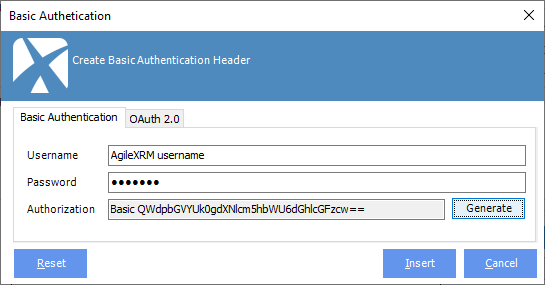 Basic Authetication
Create Basic Authentication Header
Basic Authentication
OAuth 2.0
Username
AgileXRM username
Password
●●●●●●●
Authorization
Basic QWdpbGVYUk0gdXNlcm5hbWU6dGhlcGFzcw==
Generate
Reset
Insert
Cancel